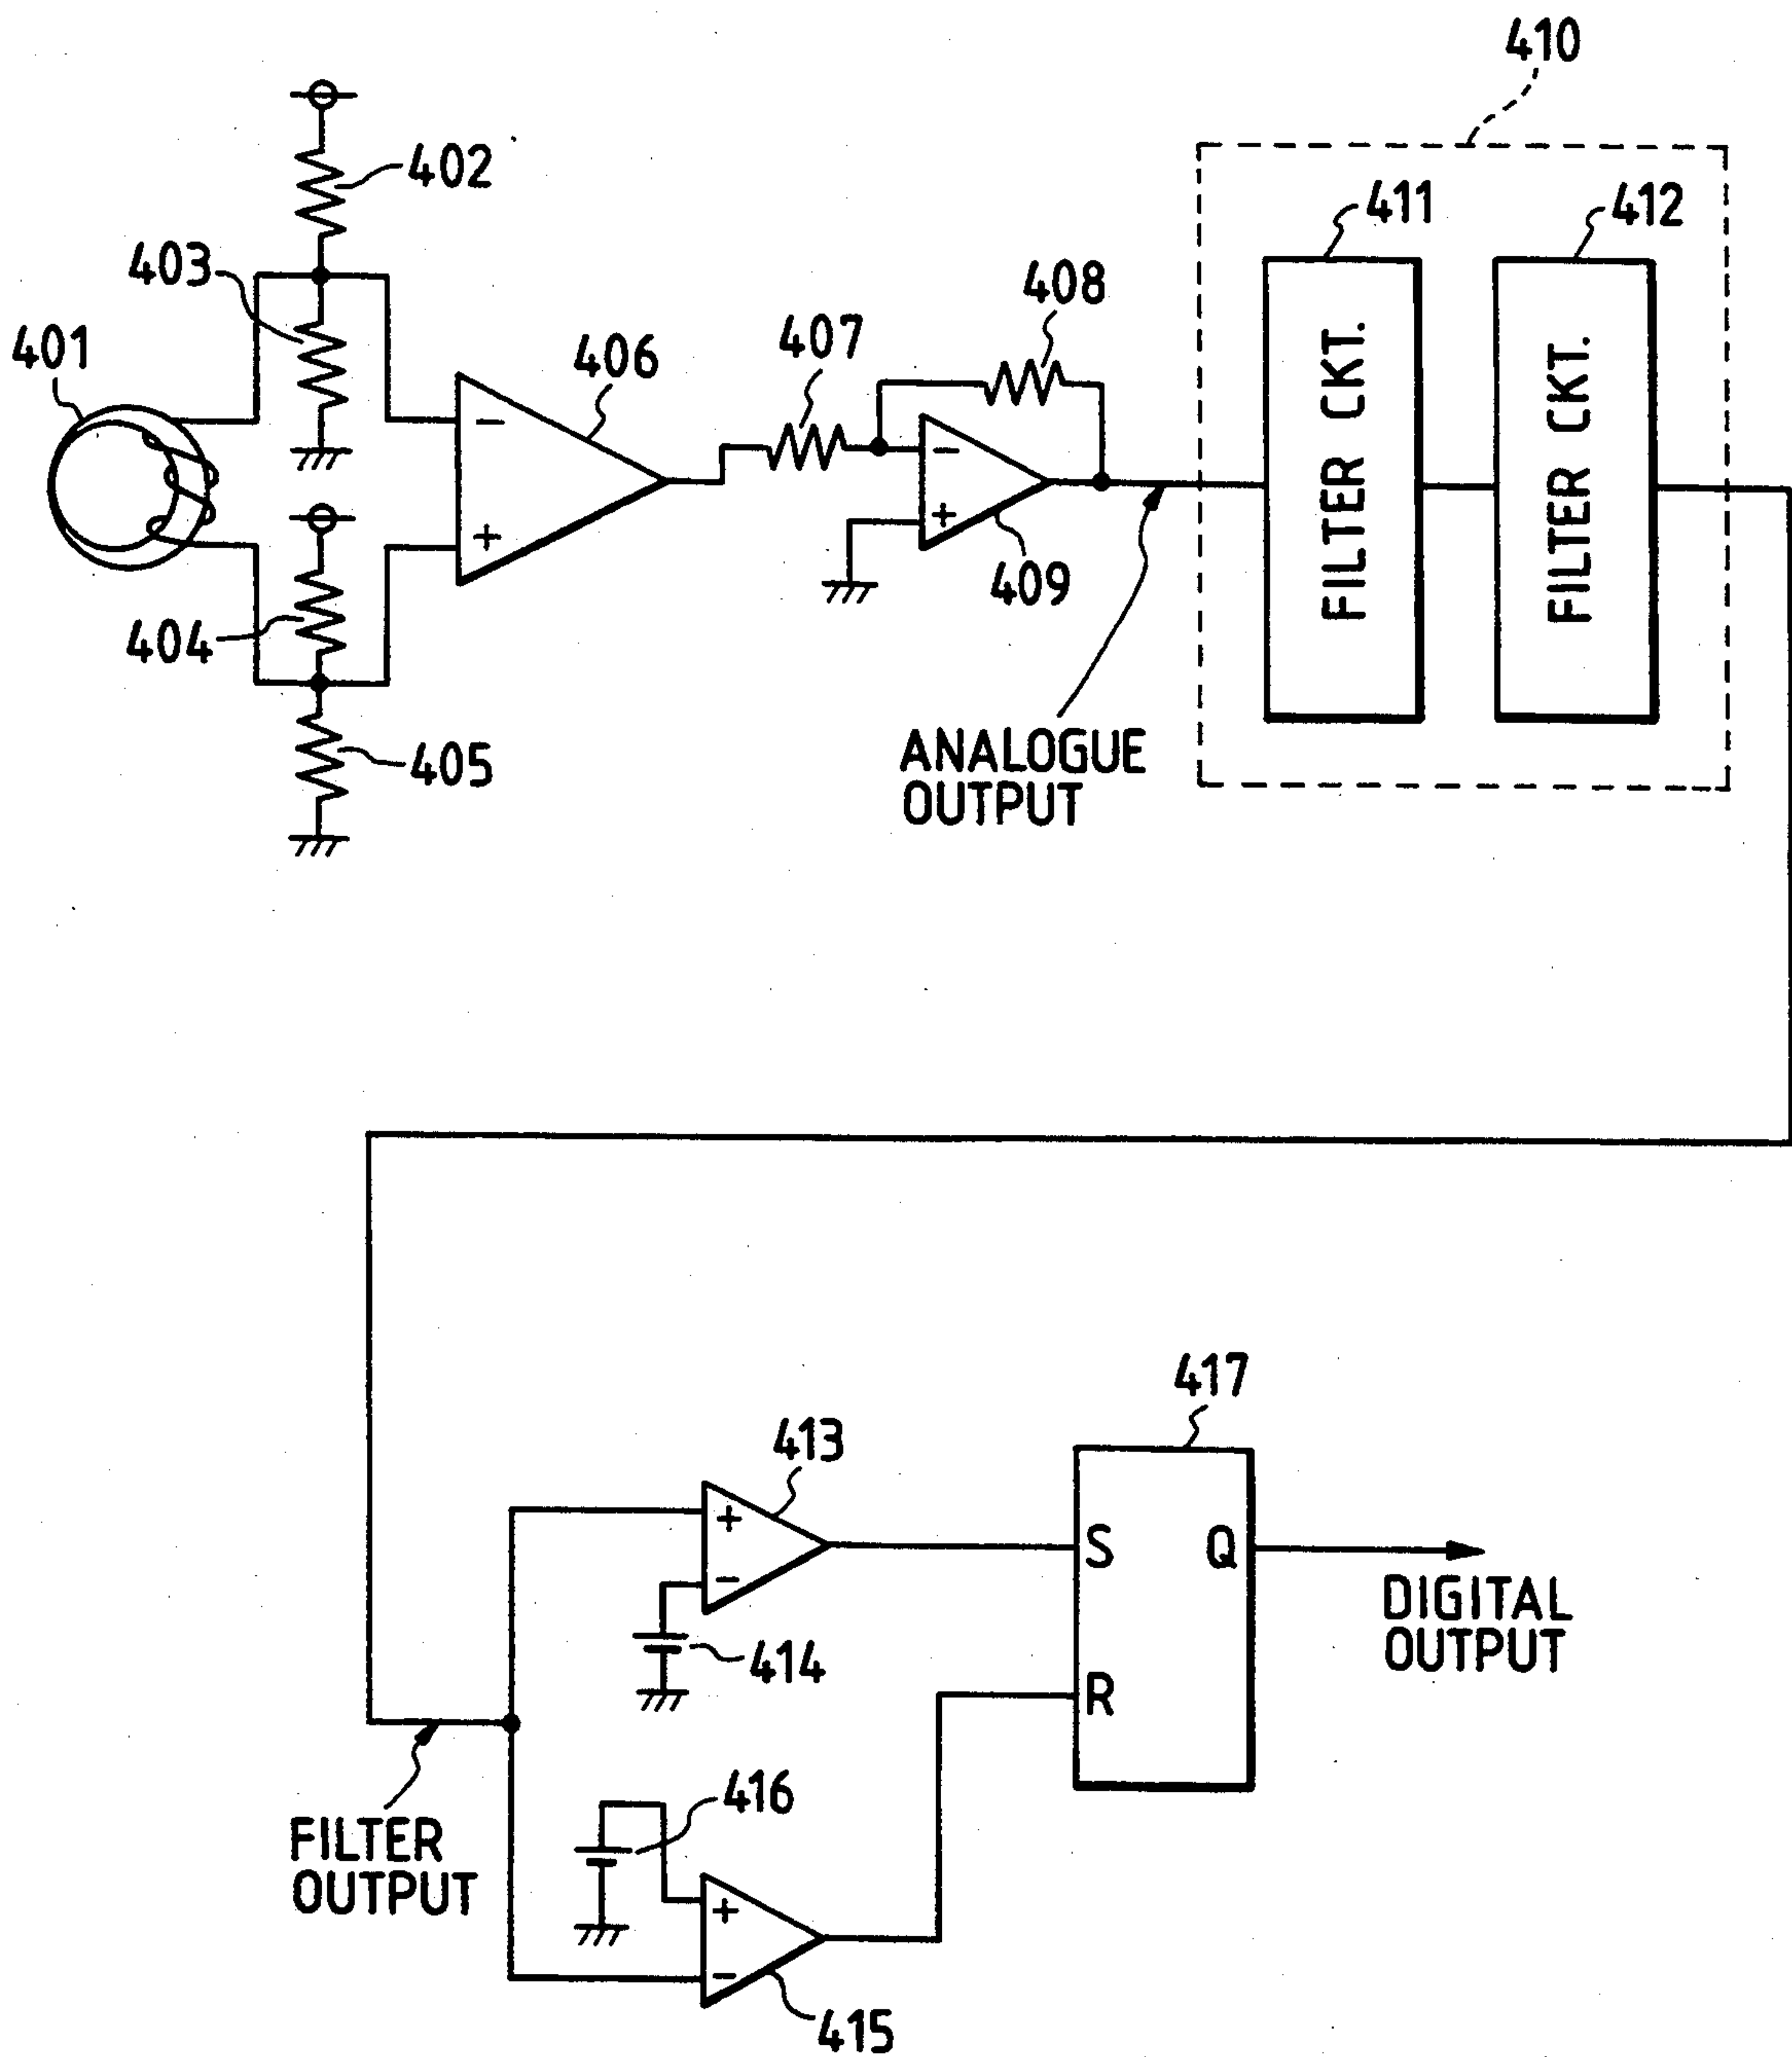 410
402
411
412
403
408
401
407
406
FILTER CKT.
FILTER CKT.
−
−
+
+
409
404
ANALOGUE
OUTPUT
405
417
413
+
S
Q
−
DIGITAL
OUTPUT
414
R
416
FILTER
OUTPUT
+
−
415